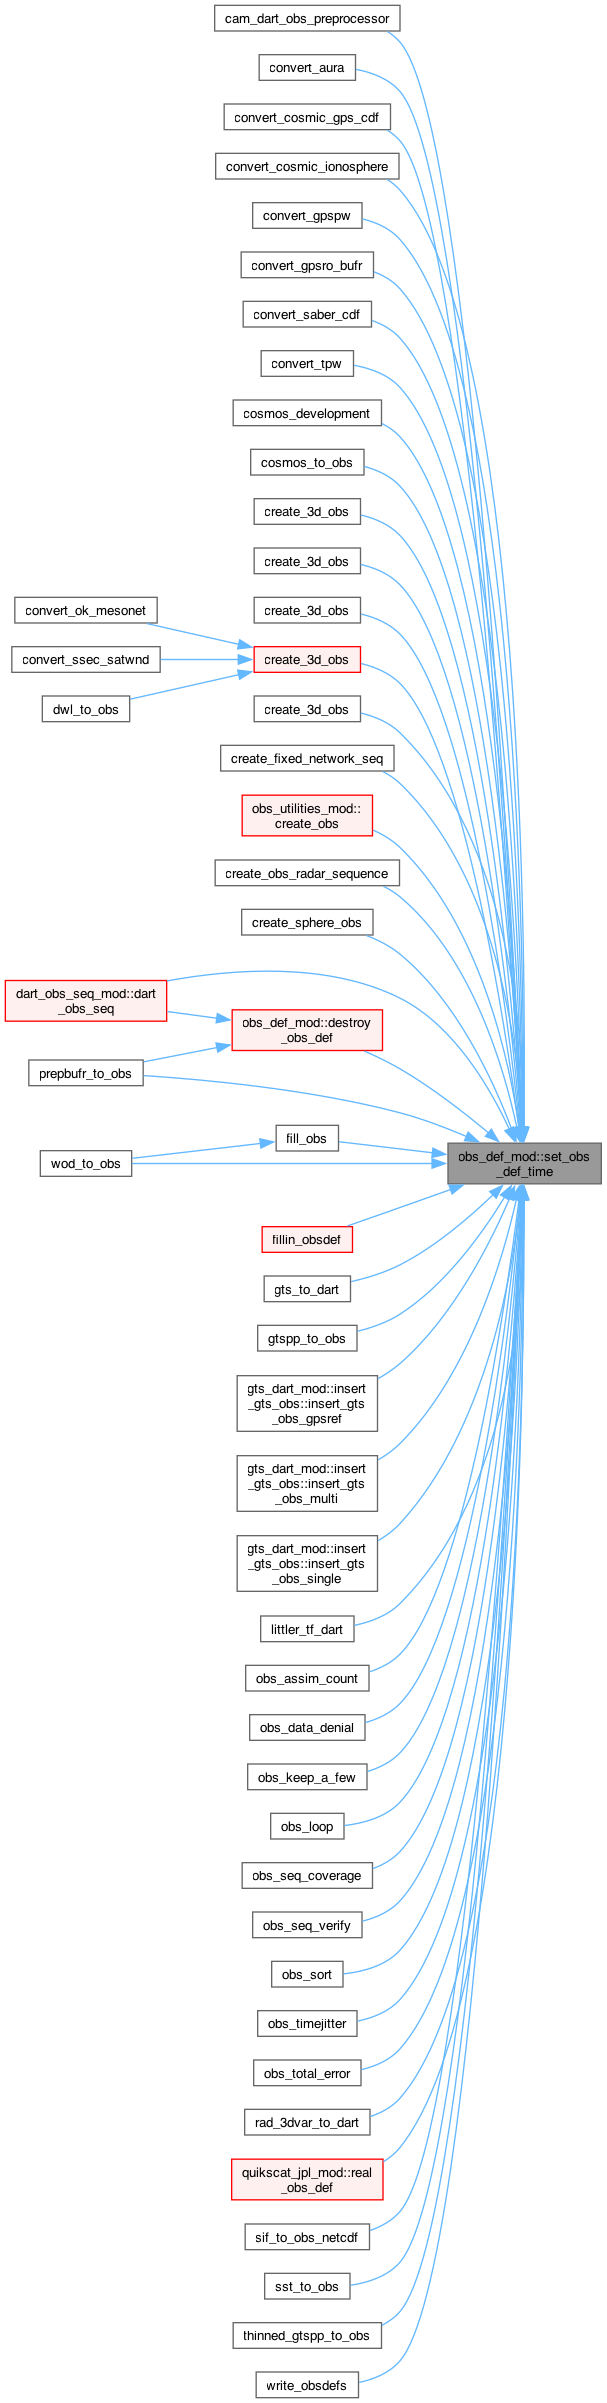 cam_dart_obs_preprocessor
convert_aura
convert_cosmic_gps_cdf
convert_cosmic_ionosphere
convert_gpspw
convert_gpsro_bufr
convert_saber_cdf
convert_tpw
cosmos_development
cosmos_to_obs
create_3d_obs
create_3d_obs
create_3d_obs
convert_ok_mesonet
create_3d_obs
convert_ssec_satwnd
dwl_to_obs
create_3d_obs
create_fixed_network_seq
obs_utilities_mod::
create_obs
create_obs_radar_sequence
create_sphere_obs
dart_obs_seq_mod::dart
_obs_seq
obs_def_mod::destroy
_obs_def
prepbufr_to_obs
fill_obs
wod_to_obs
obs_def_mod::set_obs
_def_time
fillin_obsdef
gts_to_dart
gtspp_to_obs
gts_dart_mod::insert
_gts_obs::insert_gts
_obs_gpsref
gts_dart_mod::insert
_gts_obs::insert_gts
_obs_multi
gts_dart_mod::insert
_gts_obs::insert_gts
_obs_single
littler_tf_dart
obs_assim_count
obs_data_denial
obs_keep_a_few
obs_loop
obs_seq_coverage
obs_seq_verify
obs_sort
obs_timejitter
obs_total_error
rad_3dvar_to_dart
quikscat_jpl_mod::real
_obs_def
sif_to_obs_netcdf
sst_to_obs
thinned_gtspp_to_obs
write_obsdefs